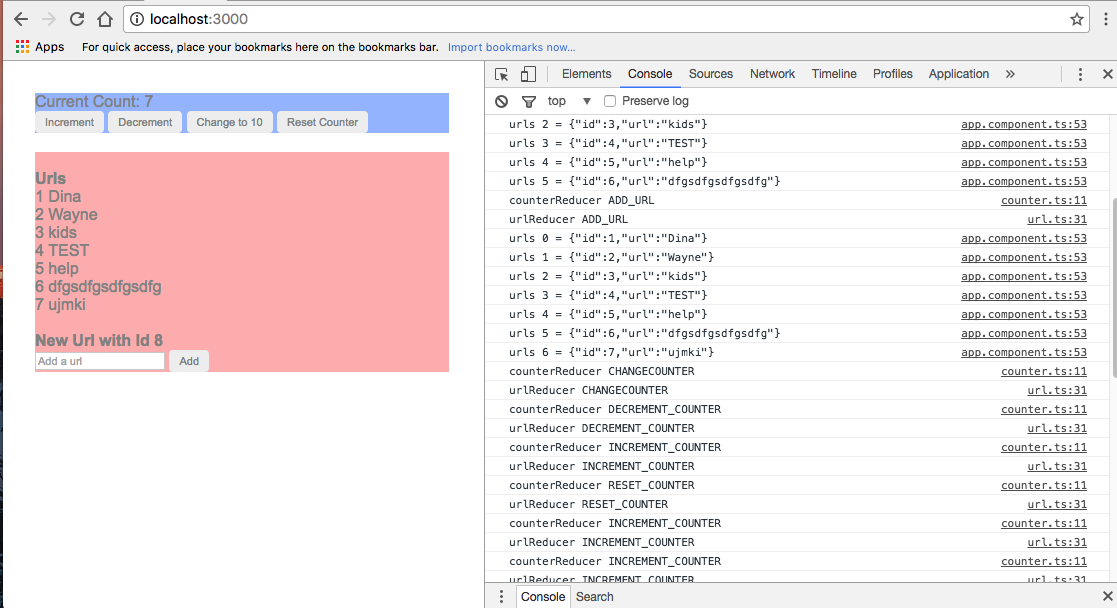 localhost:3000
Apps For quick access, place your bookmarks here on the bookmarks bar. Import bookmarks now...
Current Count: 7
Increment Decrement Change to 10 Reset Counter
Urls
1 Dina
2 Wayne
3 kids
4 TEST
5 help
6 dfgsdfgsdfgsdfg
7 ujmki
New Url with Id 8
Add a url Add
Elements Console Sources Network Timeline Profiles Application »
top ▼ Preserve log
urls 2 = {"id":3,"url":"kids"} app.component.ts:53
urls 3 = {"id":4,"url":"TEST"} app.component.ts:53
urls 4 = {"id":5,"url":"help"} app.component.ts:53
urls 5 = {"id":6,"url":"dfgsdfgsdfgsdfg"} app.component.ts:53
counterReducer ADD_URL counter.ts:11
urlReducer ADD_URL url.ts:31
urls 0 = {"id":1,"url":"Dina"} app.component.ts:53
urls 1 = {"id":2,"url":"Wayne"} app.component.ts:53
urls 2 = {"id":3,"url":"kids"} app.component.ts:53
urls 3 = {"id":4,"url":"TEST"} app.component.ts:53
urls 4 = {"id":5,"url":"help"} app.component.ts:53
urls 5 = {"id":6,"url":"dfgsdfgsdfgsdfg"} app.component.ts:53
urls 6 = {"id":7,"url":"ujmki"} app.component.ts:53
counterReducer CHANGECOUNTER counter.ts:11
urlReducer CHANGECOUNTER url.ts:31
counterReducer DECREMENT_COUNTER counter.ts:11
urlReducer DECREMENT_COUNTER url.ts:31
counterReducer INCREMENT_COUNTER counter.ts:11
urlReducer INCREMENT_COUNTER url.ts:31
counterReducer RESET_COUNTER counter.ts:11
urlReducer RESET_COUNTER url.ts:31
counterReducer INCREMENT_COUNTER counter.ts:11
urlReducer INCREMENT_COUNTER url.ts:31
counterReducer INCREMENT_COUNTER counter.ts:11
urlReducer INCREMENT_COUNTER url.ts:31
Console Search